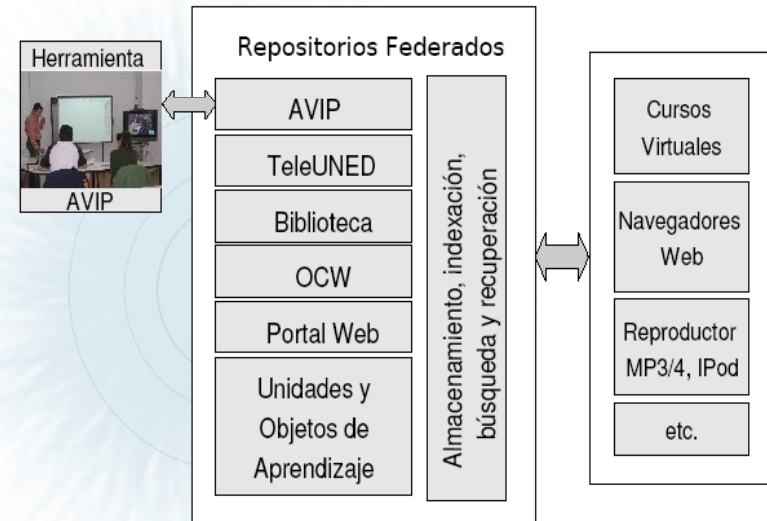 Herramienta
AVIP
Repositorios Federados
AVIP
TeleUNED
Biblioteca
OCW
Portal Web
Unidades y
Objetos de
Aprendizaje
Almacenamiento, indexación,
búsqueda y recuperación
Cursos
Virtuales
Navegadores
Web
Reproductor
MP3/4, IPod
etc.